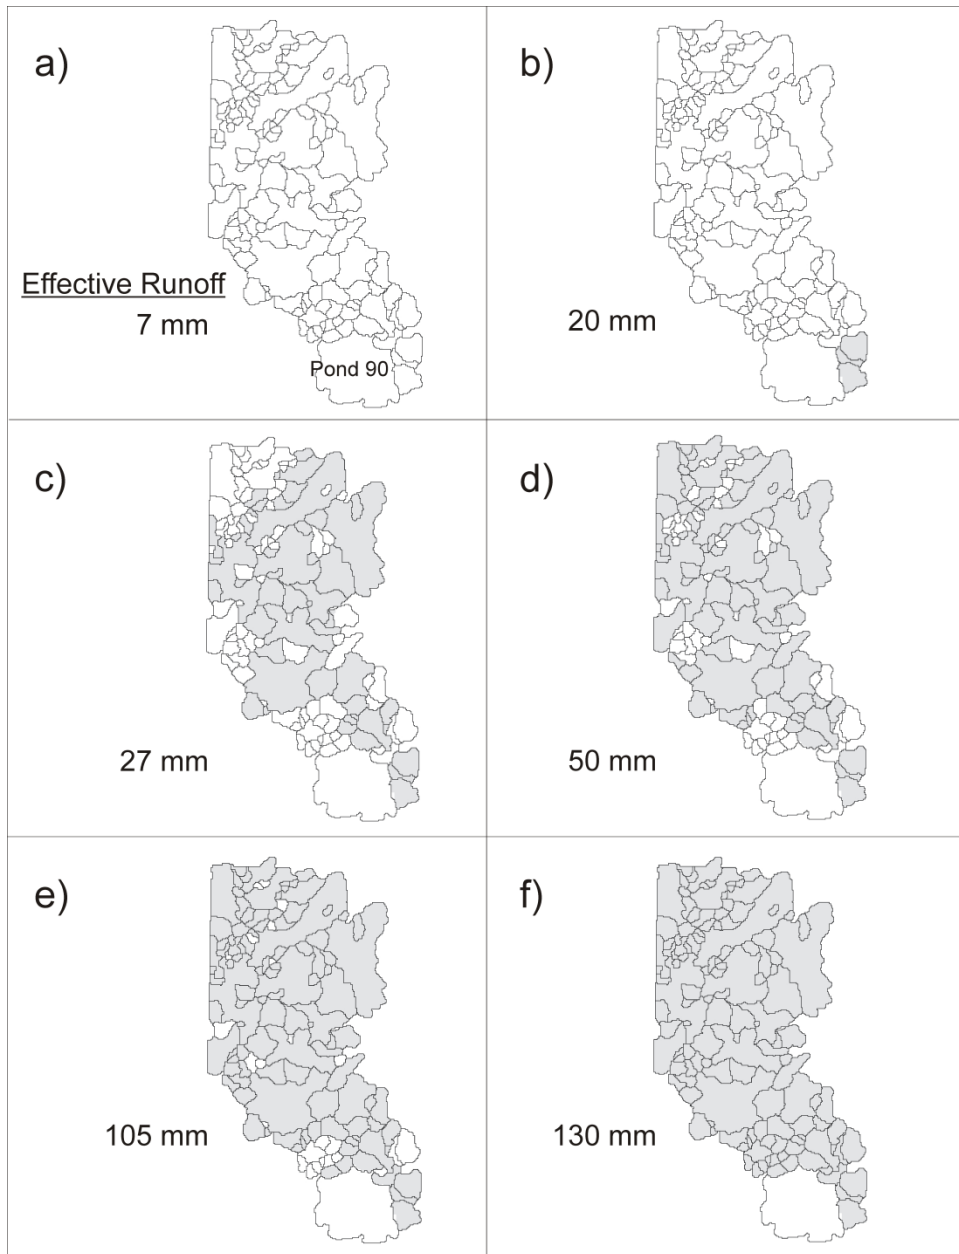 a)
Effective Runoff
7 mm
Pond 90
b)
20 mm
c)
27 mm
d)
50 mm
e)
105 mm
f)
130 mm